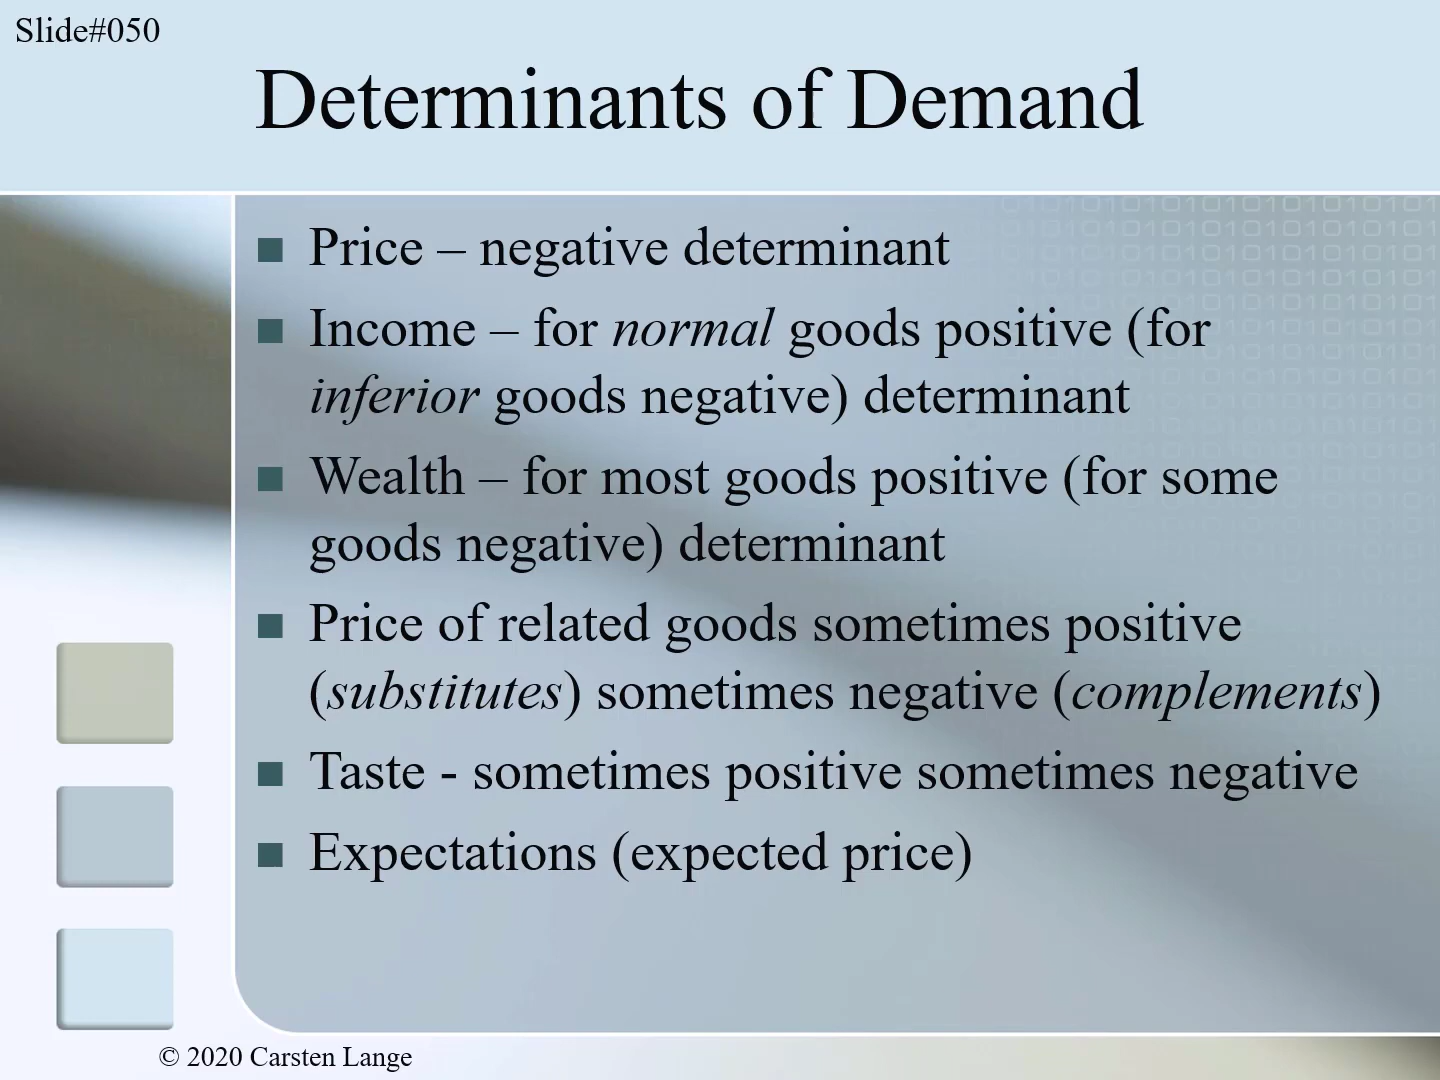 Slide#050
Determinants of Demand
Price – negative determinant
Income – for normal goods positive (for
inferior goods negative) determinant
Wealth – for most goods positive (for some
goods negative) determinant
Price of related goods sometimes positive
(substitutes) sometimes negative (complements)
Taste - sometimes positive sometimes negative
Expectations (expected price)
© 2020 Carsten Lange